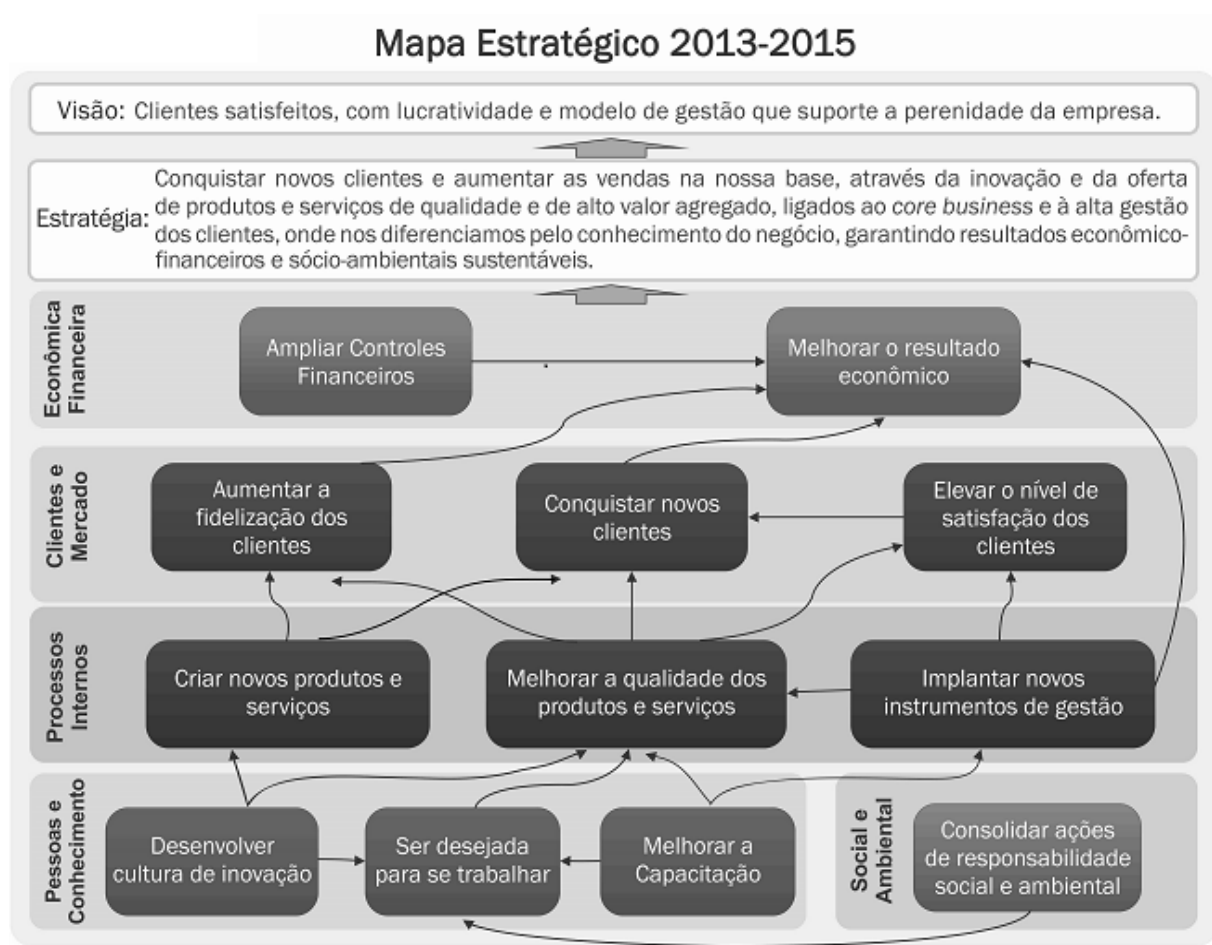 Mapa Estratégico 2013-2015
Visão: Clientes satisfeitos, com lucratividade e modelo de gestão que suporte a perenidade da empresa.
Estratégia:
Conquistar novos clientes e aumentar as vendas na nossa base, através da inovação e da oferta
de produtos e serviços de qualidade e de alto valor agregado, ligados ao core business e à alta gestão
dos clientes, onde nos diferenciamos pelo conhecimento do negócio, garantindo resultados econômico-
financeiros e sócio-ambientais sustentáveis.
Econômica
Financeira
Ampliar Controles
Financeiros
Melhorar o resultado
econômico
Clientes e
Mercado
Aumentar a
fidelização dos
clientes
Conquistar novos
clientes
Elevar o nível de
satisfação dos
clientes
Processos
Internos
Criar novos produtos e
serviços
Melhorar a qualidade dos
produtos e serviços
Implantar novos
instrumentos de gestão
Pessoas e
Conhecimento
Desenvolver
cultura de inovação
Ser desejada
para se trabalhar
Melhorar a
Capacitação
Social e
Ambiental
Consolidar ações
de responsabilidade
social e ambiental